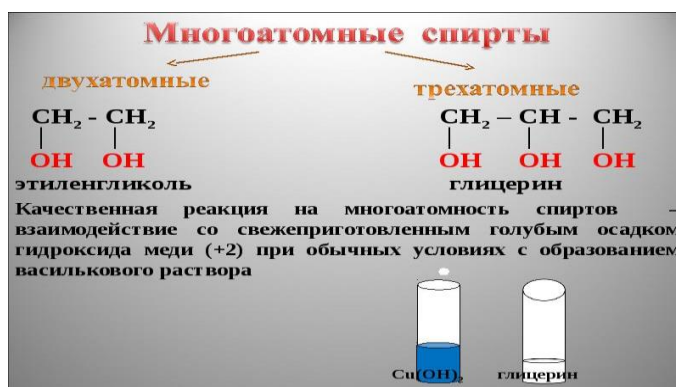 Многоатомные спирты
двухатомные
трехатомные
CH₂ - CH₂
CH₂ – CH - CH₂
OH OH
OH OH OH
этиленгликоль
глицерин
Качественная реакция на многоатомность спиртов –
взаимодействие со свежеприготовленным голубым осадком
гидроксида меди (+2) при обычных условиях с образованием
василькового раствора
Cu(OH)₂
глицерин